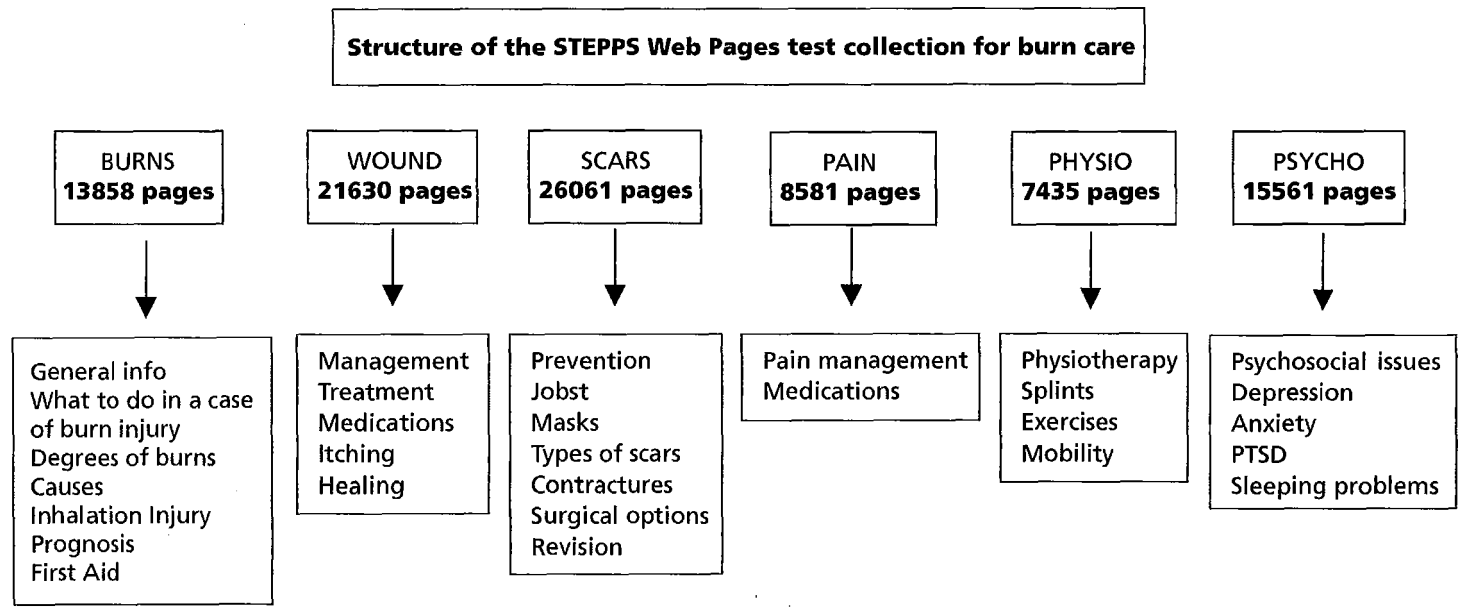 Structure of the STEPPS Web Pages test collection for burn care
BURNS
13858 pages
WOUND
21630 pages
SCARS
26061 pages
PAIN
8581 pages
PHYSIO
7435 pages
PSYCHO
15561 pages
General info
What to do in a case
of burn injury
Degrees of burns
Causes
Inhalation Injury
Prognosis
First Aid
Management
Treatment
Medications
Itching
Healing
Prevention
Jobst
Masks
Types of scars
Contractures
Surgical options
Revision
Pain management
Medications
Physiotherapy
Splints
Exercises
Mobility
Psychosocial issues
Depression
Anxiety
PTSD
Sleeping problems